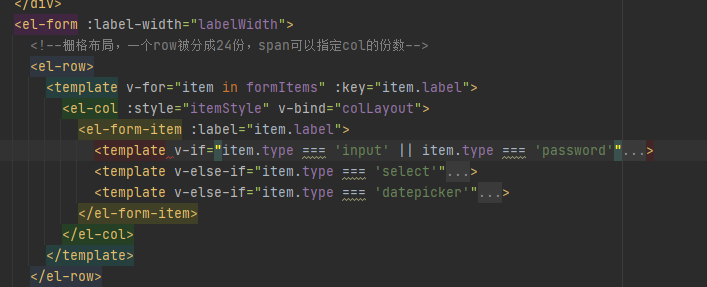 </div>
<el-form :label-width="labelWidth">
<!--栅格布局，一个row被分成24份，span可以指定col的份数-->
<el-row>
<template v-for="item in formItems" :key="item.label">
<el-col :style="itemStyle" v-bind="colLayout">
<el-form-item :label="item.label">
<template v-if="item.type === 'input' || item.type === 'password'"...>
<template v-else-if="item.type === 'select'"...>
<template v-else-if="item.type === 'datepicker'"...>
</el-form-item>
</el-col>
</template>
</el-row>